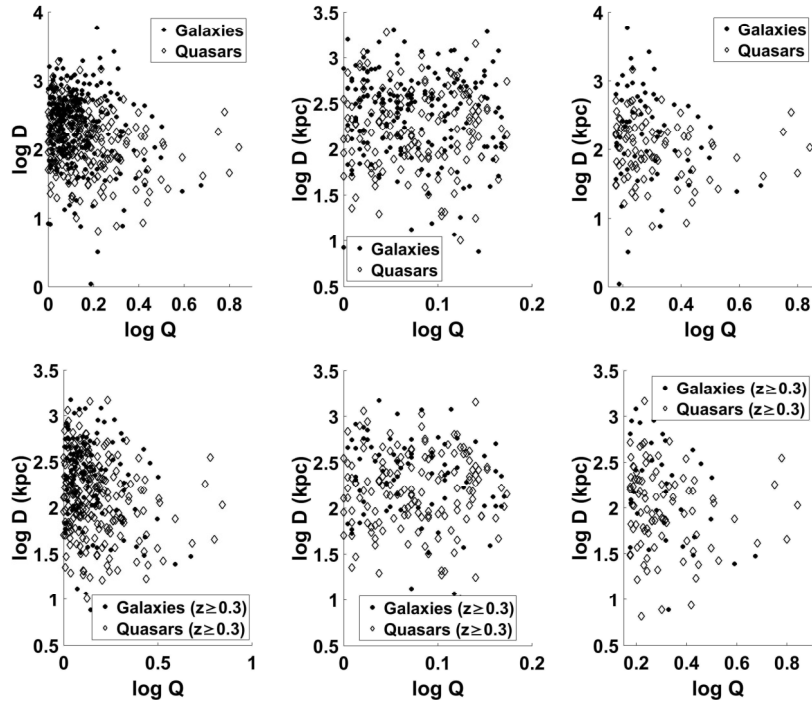 4
3
2
1
0
0
0.2
0.4
0.6
0.8
log D
log Q
Galaxies
Quasars
3.5
3
2.5
2
1.5
1
0.5
0
0.1
0.2
log D (kpc)
log Q
Galaxies
Quasars
4
3
2
1
0
0.2
0.4
0.6
0.8
log D (kpc)
log Q
Galaxies
Quasars
3.5
3
2.5
2
1.5
1
0.5
0
0.5
1
log D (kpc)
log Q
Galaxies (z≥0.3)
Quasars (z≥0.3)
3.5
3
2.5
2
1.5
1
0.5
0
0.1
0.2
log D (kpc)
log Q
Galaxies (z≥0.3)
Quasars (z≥0.3)
3.5
3
2.5
2
1.5
1
0.5
0.2
0.4
0.6
0.8
log D (kpc)
log Q
Galaxies (z≥0.3)
Quasars (z≥0.3)